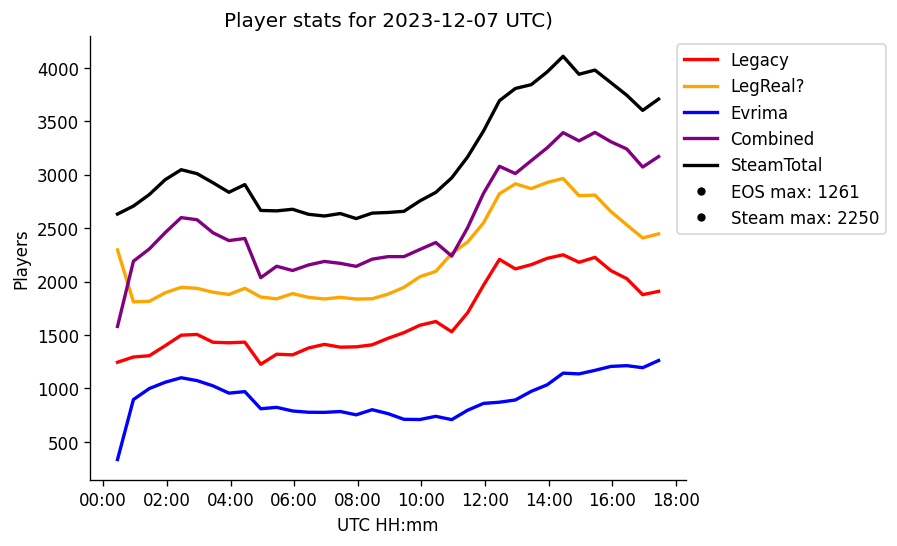 Player stats for 2023-12-07 UTC)
Legacy
LegReal?
Evrima
Combined
SteamTotal
EOS max: 1261
Steam max: 2250
Players
4000
3500
3000
2500
2000
1500
1000
500
00:00 02:00 04:00 06:00 08:00 10:00 12:00 14:00 16:00 18:00
UTC HH:mm